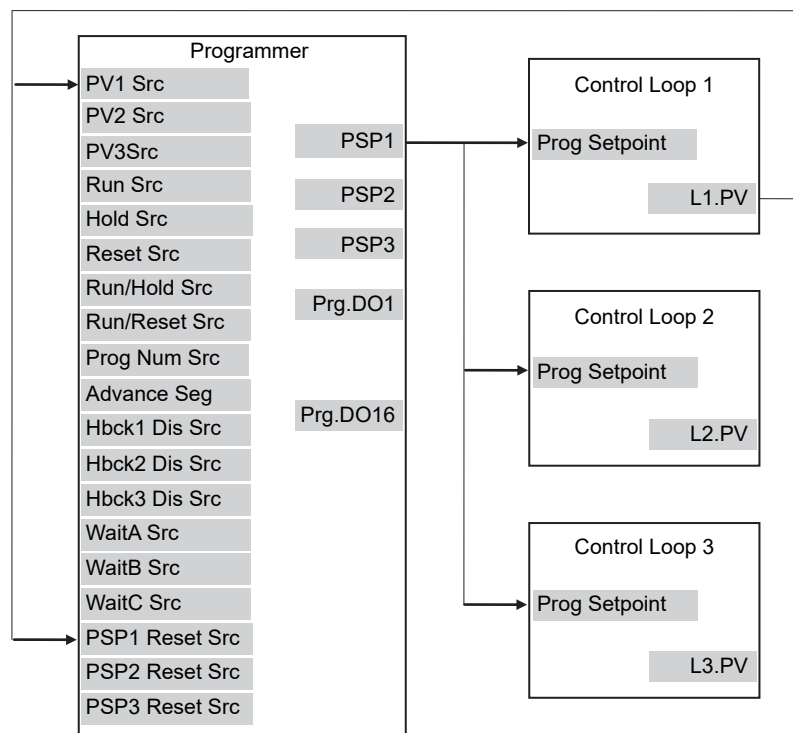 Programmer
PV1 Src
PV2 Src
PV3Src
Run Src
Hold Src
Reset Src
Run/Hold Src
Run/Reset Src
Prog Num Src
Advance Seg
Hbck1 Dis Src
Hbck2 Dis Src
Hbck3 Dis Src
WaitA Src
WaitB Src
WaitC Src
PSP1 Reset Src
PSP2 Reset Src
PSP3 Reset Src
PSP1
PSP2
PSP3
Prg.DO1
Prg.DO16
Control Loop 1
Prog Setpoint
L1.PV
Control Loop 2
Prog Setpoint
L2.PV
Control Loop 3
Prog Setpoint
L3.PV